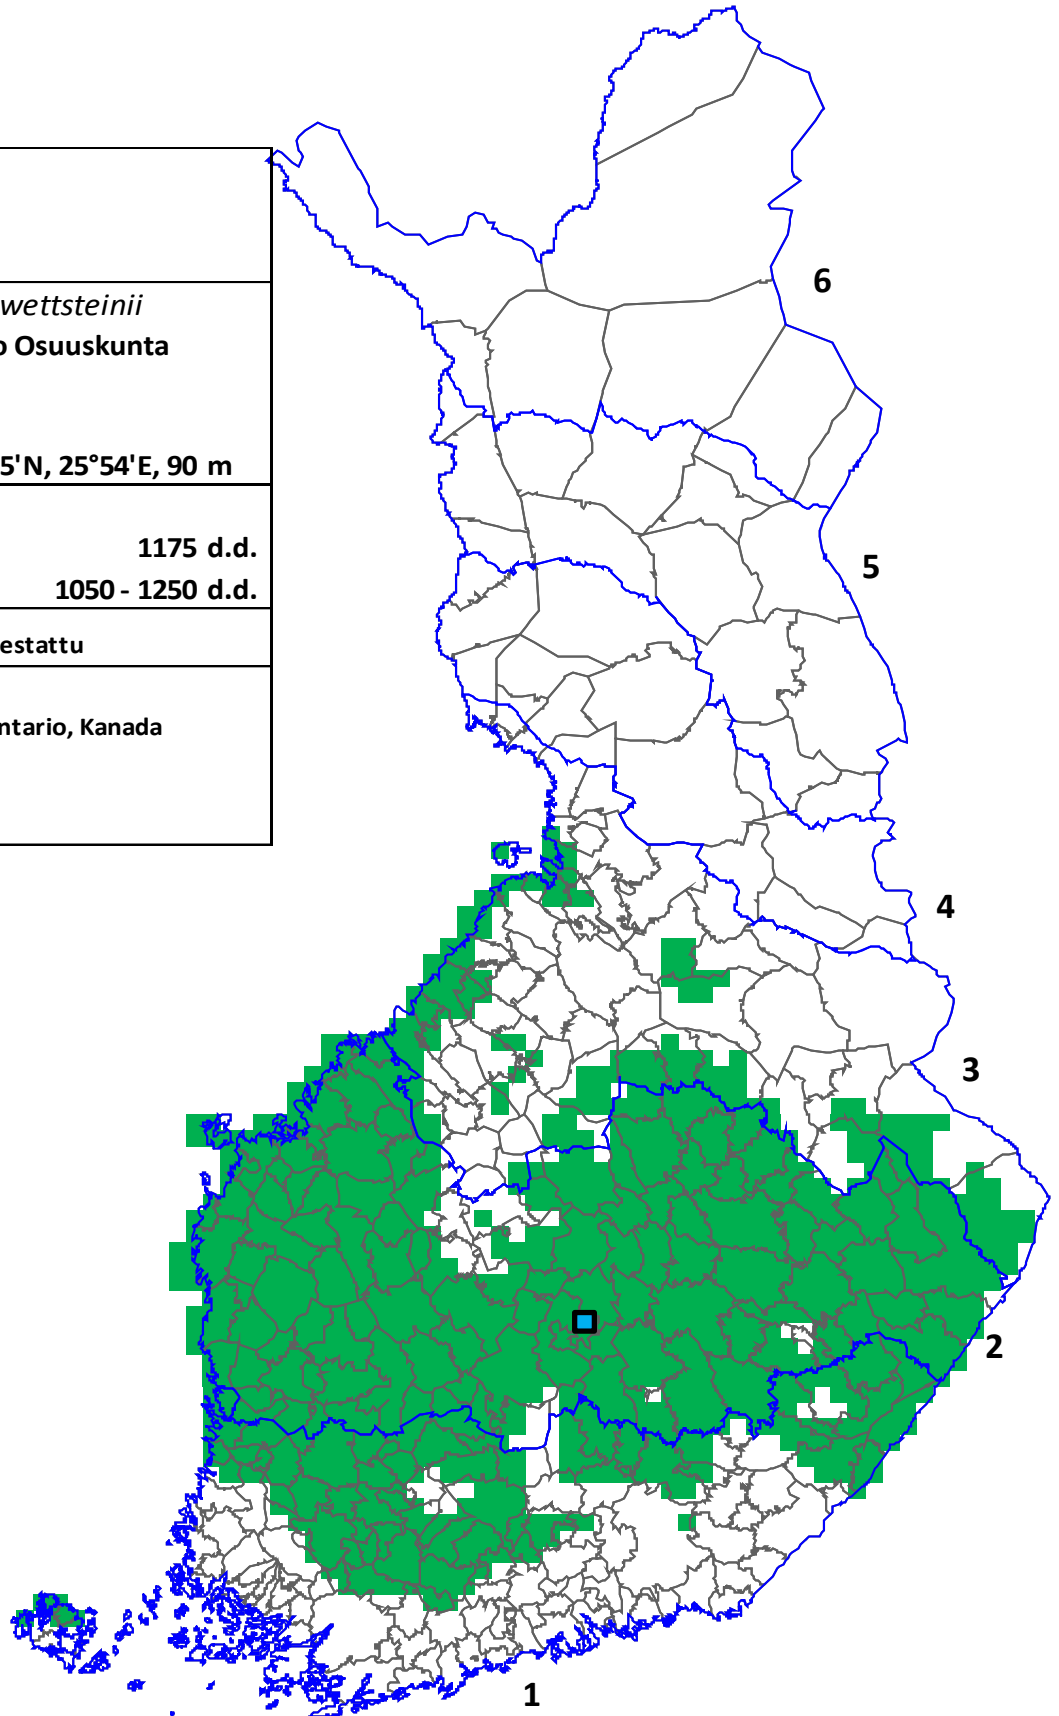 wettsteinii
Osuuskunta
5'N, 25°54'E, 90 m
1175 d.d.
1050 - 1250 d.d.
estattu
ntario, Kanada
6
5
4
3
2
1